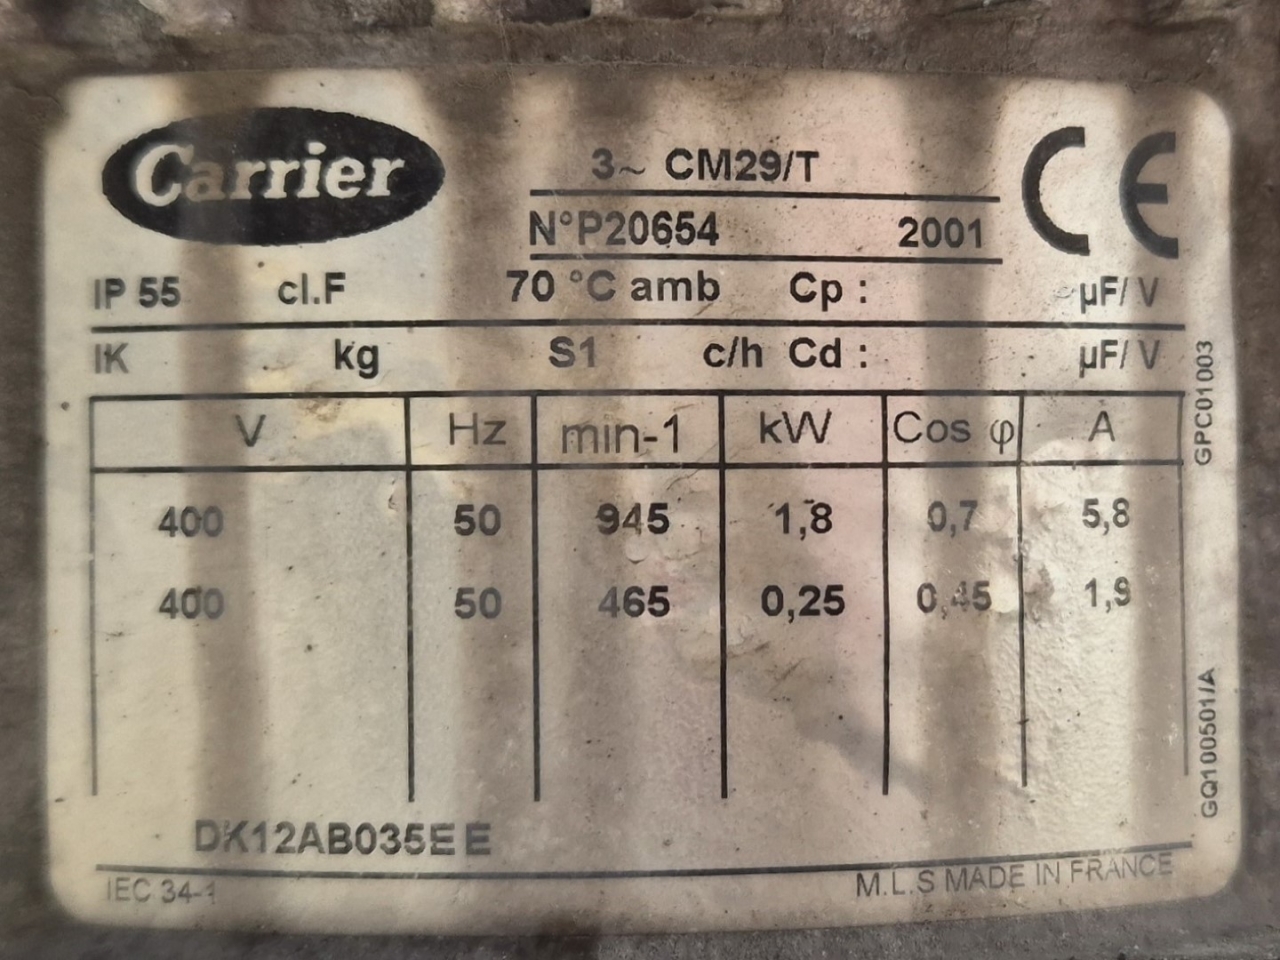 Carrier
3~ CM29/T
CE
N°P20654 2001
IP 55 cl.F 70 °C amb Cp : µF/ V
IK kg S1 c/h Cd : µF/ V
V Hz min-1 kW Cos φ A
400 50 945 1,8 0,7 5,8
400 50 465 0,25 0,45 1,9
DK12AB035EE
IEC 34-1
M.L.S MADE IN FRANCE
GPC01003
GQ100501/A